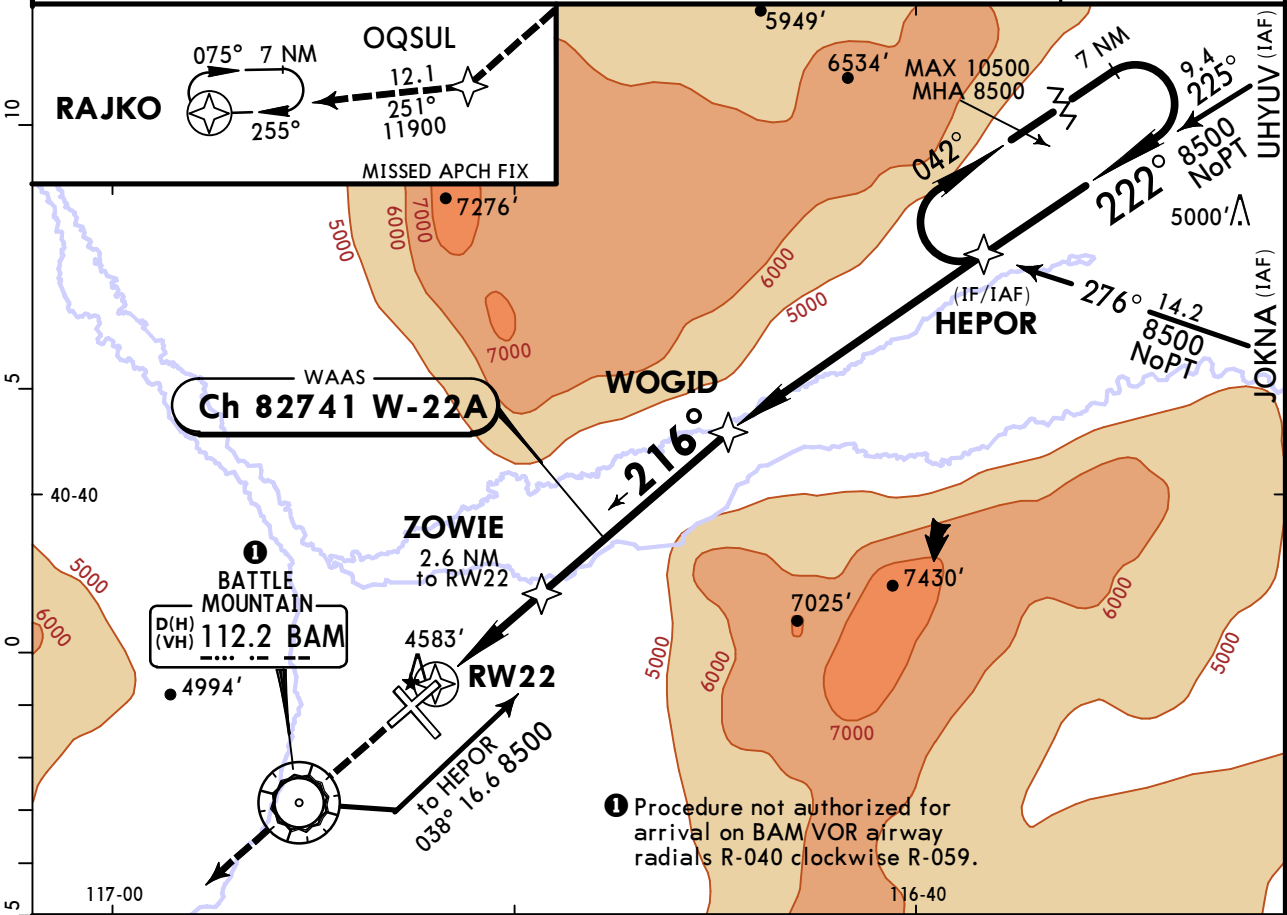 075° 7 NM
OQSUL
12.1
RAJKO
251°
255°
11900
MISSED APCH FIX
5949'
6534'
MAX 10500
MHA 8500
7 NM
9.4
225°
8500
NoPT
UHYUV (IAF)
042°
222°
5000'
10
7276'
5000
6000
7000
7000
6000
5000
(IF/IAF)
HEPOR
276° 14.2
8500
NoPT
JOKNA (IAF)
5
WAAS
Ch 82741 W-22A
WOGID
216°
40-40
ZOWIE
2.6 NM
to RW22
5000
6000
1
BATTLE
MOUNTAIN
D(H)
(VH) 112.2 BAM
0
4994'
4583'
RW22
to HEPOR
038° 16.6 8500
7430'
7025'
5000
6000
7000
6000
5000
1 Procedure not authorized for
arrival on BAM VOR airway
radials R-040 clockwise R-059.
5
117-00
116-40